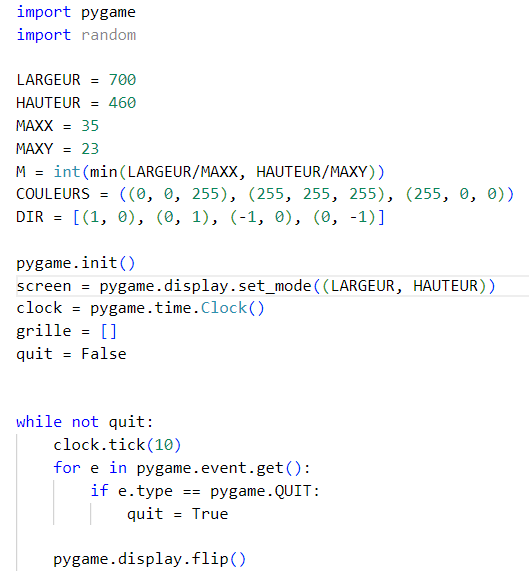 import pygame
import random
LARGEUR = 700
HAUTEUR = 460
MAXX = 35
MAXY = 23
M = int(min(LARGEUR/MAXX, HAUTEUR/MAXY))
COULEURS = ((0, 0, 255), (255, 255, 255), (255, 0, 0))
DIR = [(1, 0), (0, 1), (-1, 0), (0, -1)]
pygame.init()
screen = pygame.display.set_mode((LARGEUR, HAUTEUR))
clock = pygame.time.Clock()
grille = []
quit = False
while not quit:
    clock.tick(10)
    for e in pygame.event.get():
        if e.type == pygame.QUIT:
            quit = True
    pygame.display.flip()